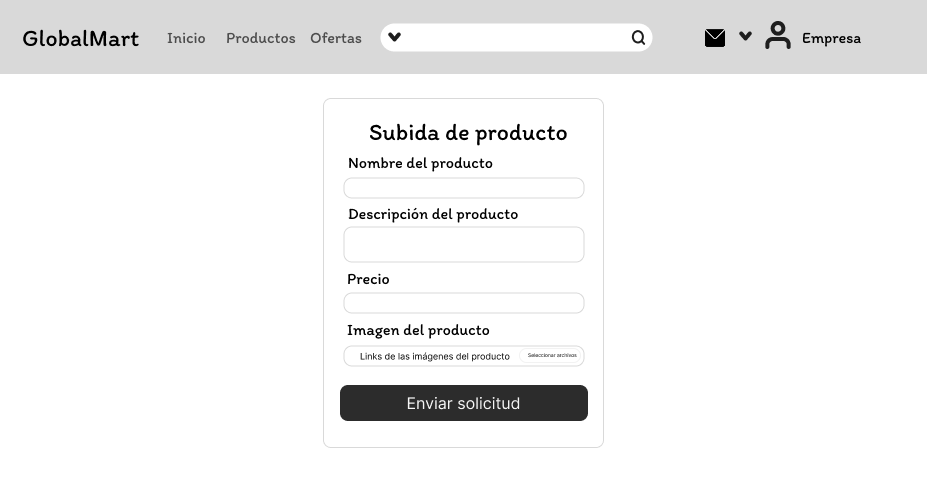 GlobalMart Inicio Productos Ofertas Empresa
Subida de producto
Nombre del producto
Descripción del producto
Precio
Imagen del producto
Links de las imágenes del producto Seleccionar archivos
Enviar solicitud